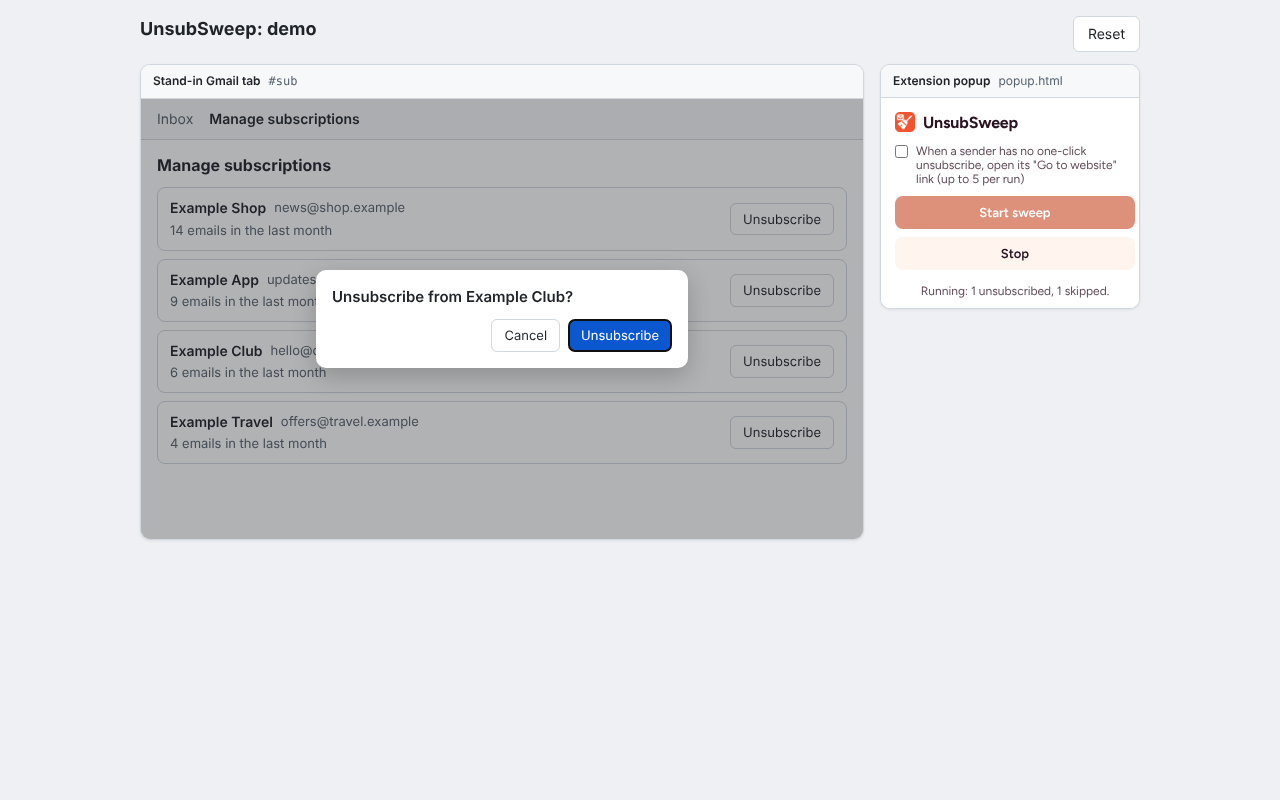 UnsubSweep: demo
Reset
Stand-in Gmail tab #sub
Inbox Manage subscriptions
Manage subscriptions
Example Shop news@shop.example
14 emails in the last month
Unsubscribe
Example App updates
9 emails in the last mont
Unsubscribe
Example Club hello@
6 emails in the last month
Unsubscribe
Example Travel offers@travel.example
4 emails in the last month
Unsubscribe
Unsubscribe from Example Club?
Cancel Unsubscribe
Extension popup popup.html
UnsubSweep
When a sender has no one-click
unsubscribe, open its "Go to website"
link (up to 5 per run)
Start sweep
Stop
Running: 1 unsubscribed, 1 skipped.